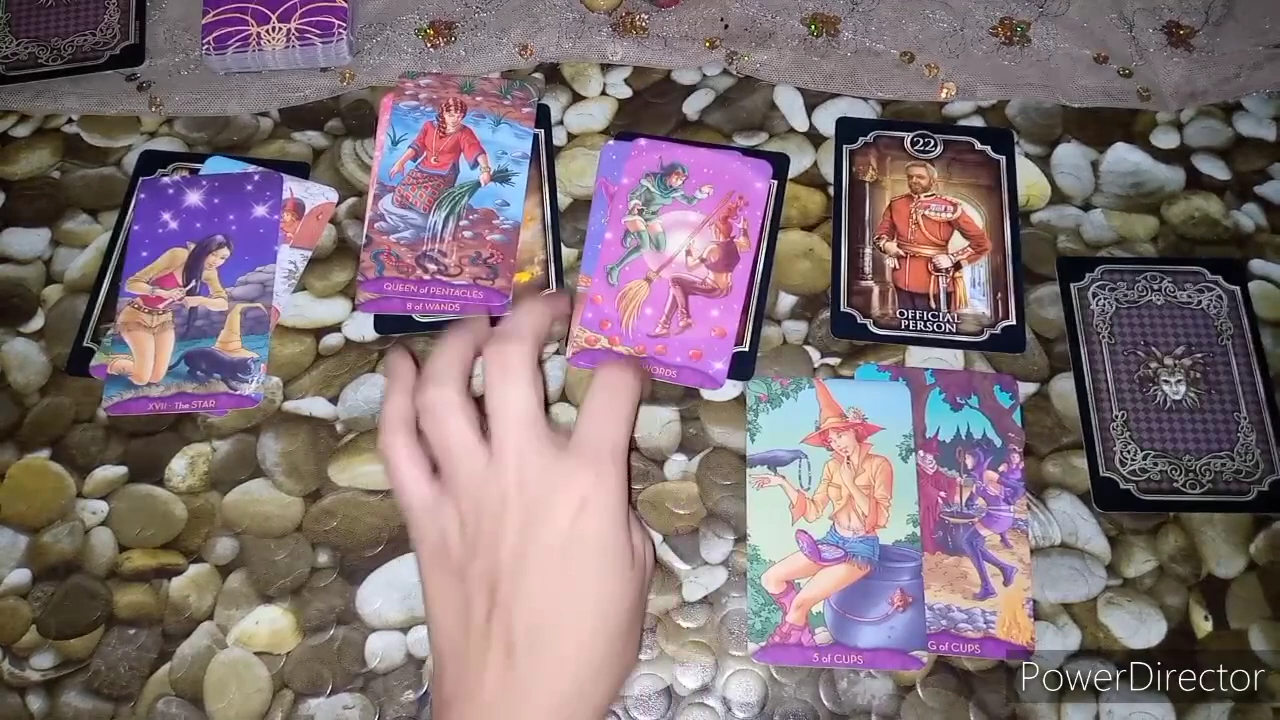 22
QUEEN of PENTACLES
8 of WANDS
WORDS
OFFICIAL
PERSON
XVII - The STAR
5 of CUPS
G of CUPS
PowerDirector